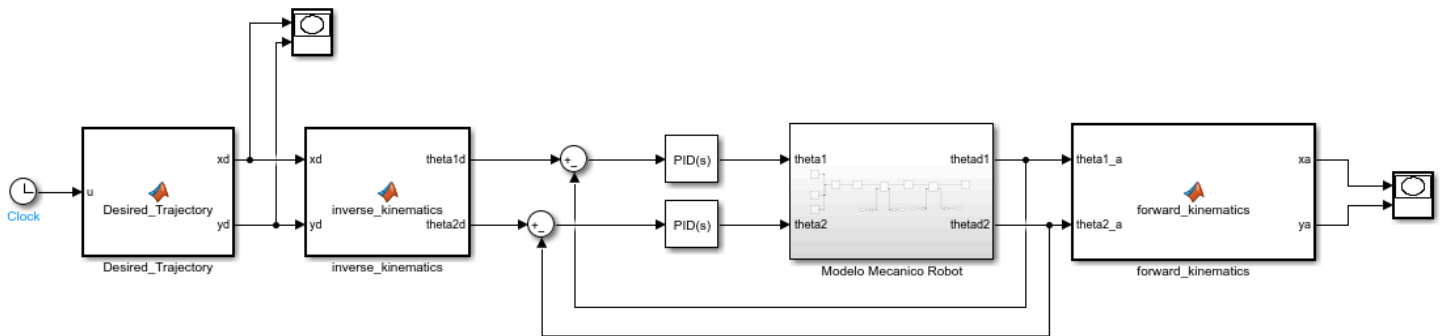 Clock
u
Desired_Trajectory
xd
yd
Desired_Trajectory
xd
yd
inverse_kinematics
theta1d
theta2d
inverse_kinematics
+
−
+
−
PID(s)
PID(s)
theta1
theta2
thetad1
thetad2
Modelo Mecanico Robot
theta1_a
theta2_a
forward_kinematics
xa
ya
forward_kinematics